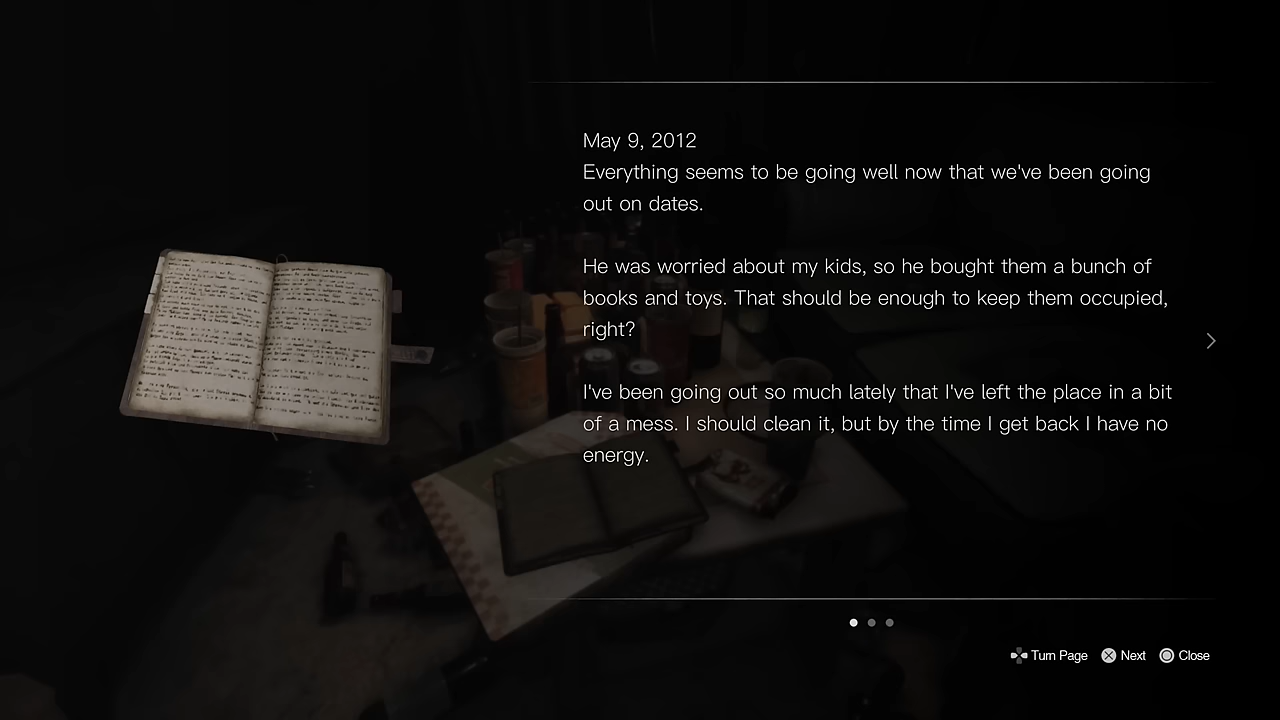 May 9, 2012
Everything seems to be going well now that we've been going
out on dates.
He was worried about my kids, so he bought them a bunch of
books and toys. That should be enough to keep them occupied,
right?
I've been going out so much lately that I've left the place in a bit
of a mess. I should clean it, but by the time I get back I have no
energy.
Turn Page Next Close